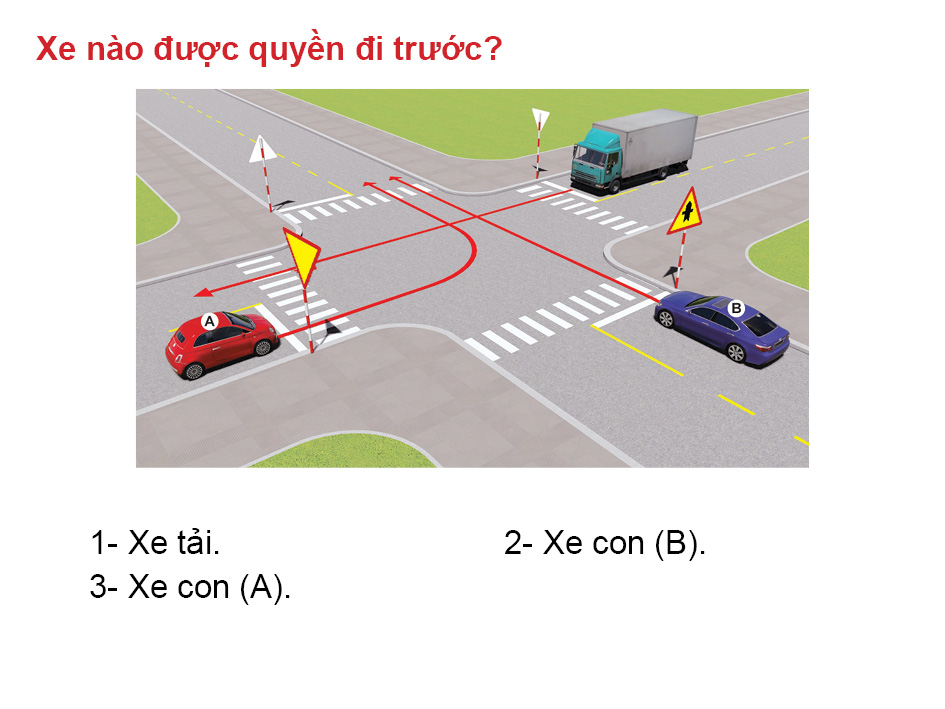 Xe nào được quyền đi trước?
A
B
1- Xe tải.
2- Xe con (B).
3- Xe con (A).